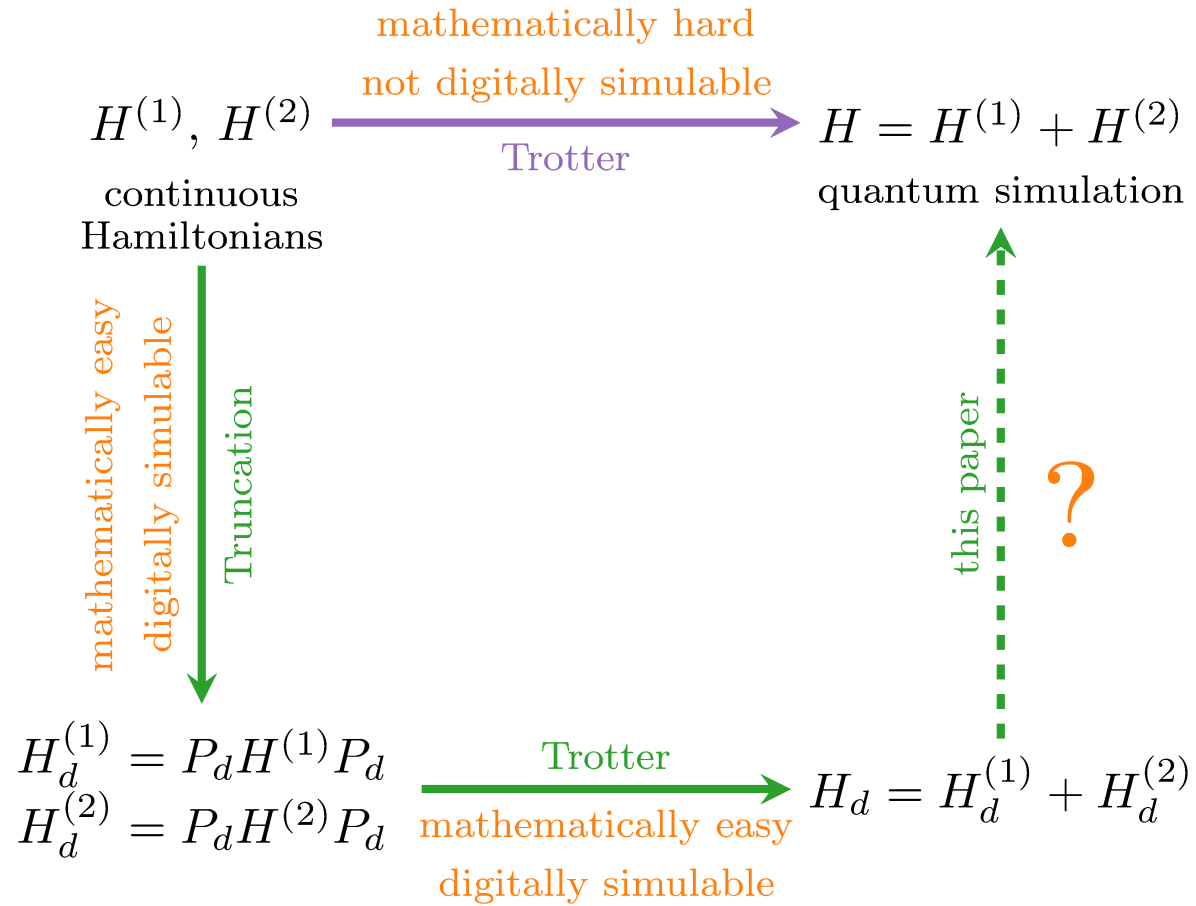 mathematically hard
not digitally simulable
H^{(1)}, H^{(2)}
Trotter
H = H^{(1)} + H^{(2)}
continuous
Hamiltonians
quantum simulation
mathematically easy
digitally simulable
Truncation
this paper
?
H_d^{(1)} = P_d H^{(1)} P_d
H_d^{(2)} = P_d H^{(2)} P_d
Trotter
mathematically easy
digitally simulable
H_d = H_d^{(1)} + H_d^{(2)}